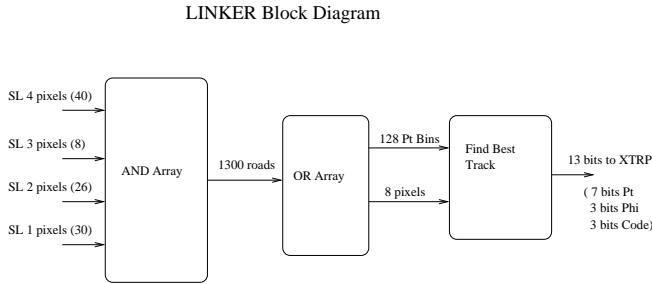 LINKER Block Diagram
SL 4 pixels (40)
SL 3 pixels (8)
SL 2 pixels (26)
SL 1 pixels (30)
AND Array
1300 roads
OR Array
128 Pt Bins
8 pixels
Find Best
Track
13 bits to XTRP
( 7 bits Pt
3 bits Phi
3 bits Code)